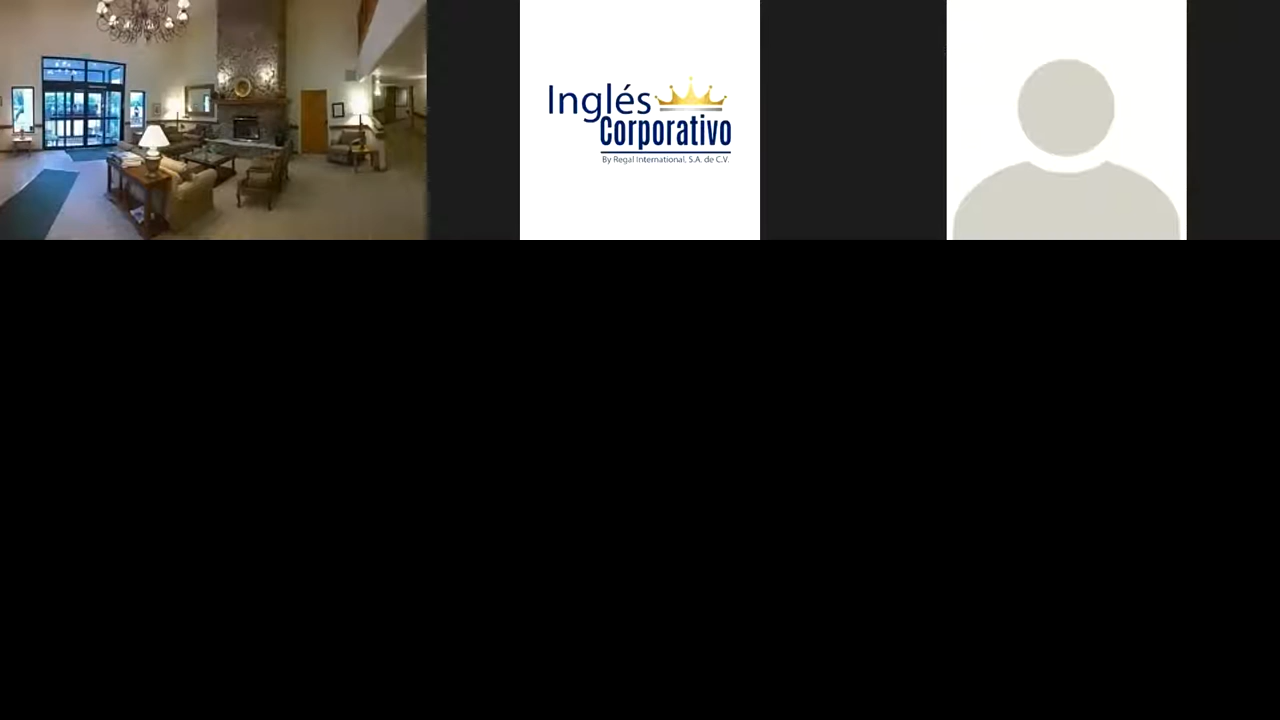 Inglés
Corporativo
By Regal International, S.A. de C.V.